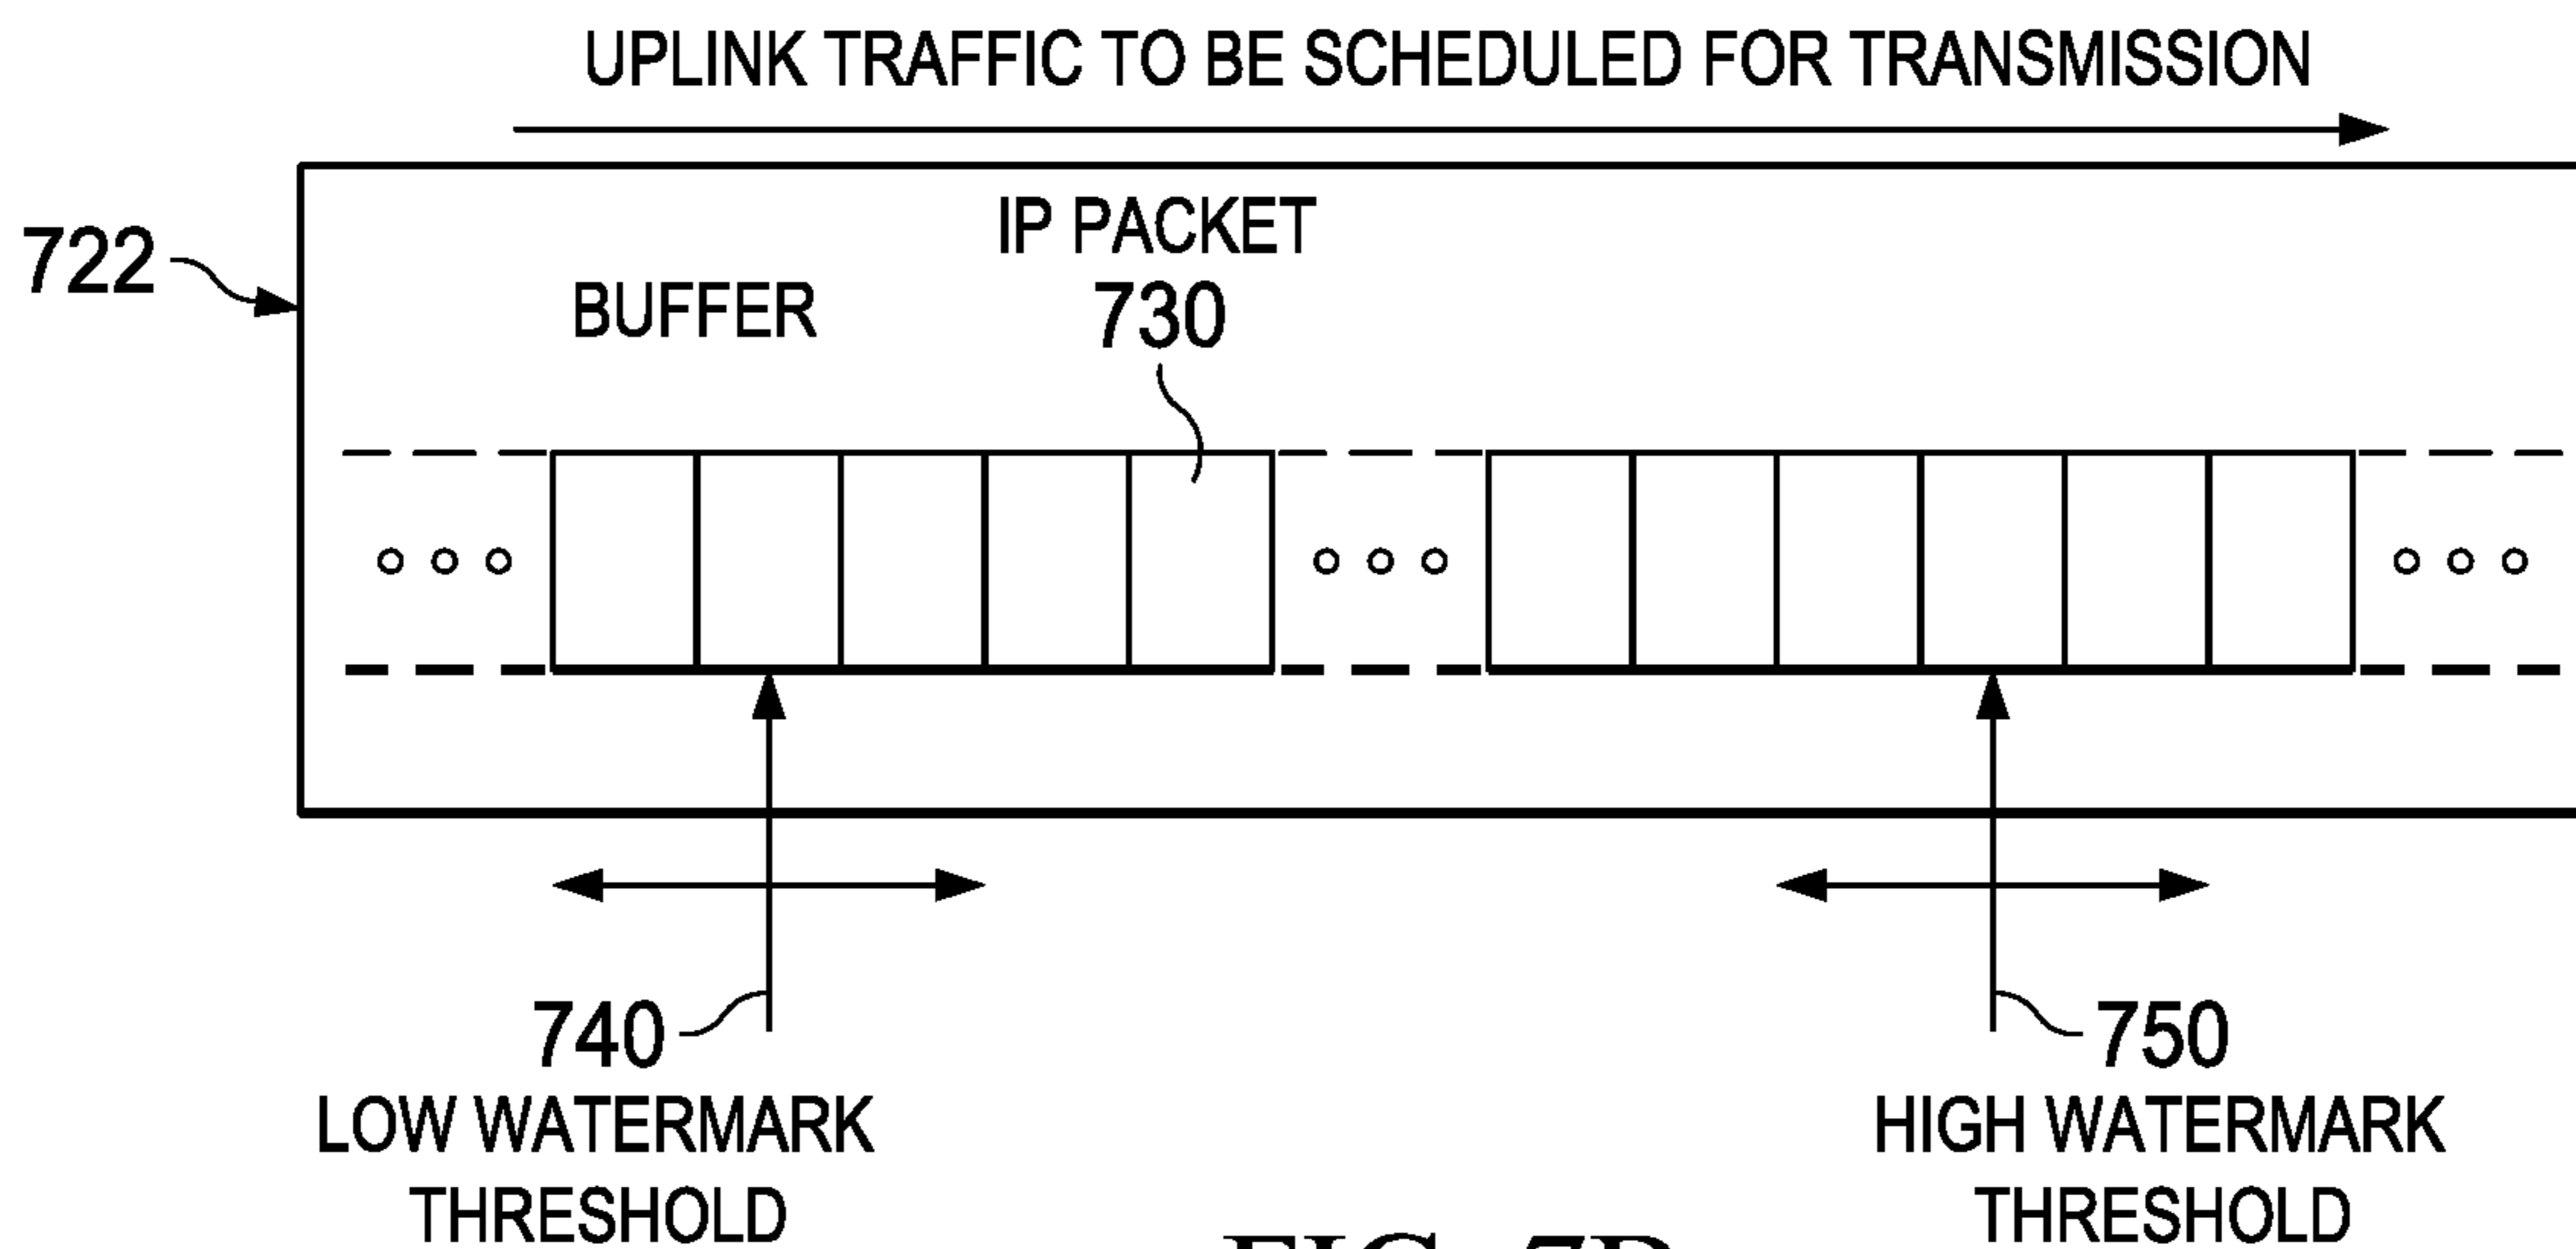 UPLINK TRAFFIC TO BE SCHEDULED FOR TRANSMISSION
722
BUFFER
IP PACKET
730
740
LOW WATERMARK
THRESHOLD
750
HIGH WATERMARK
THRESHOLD